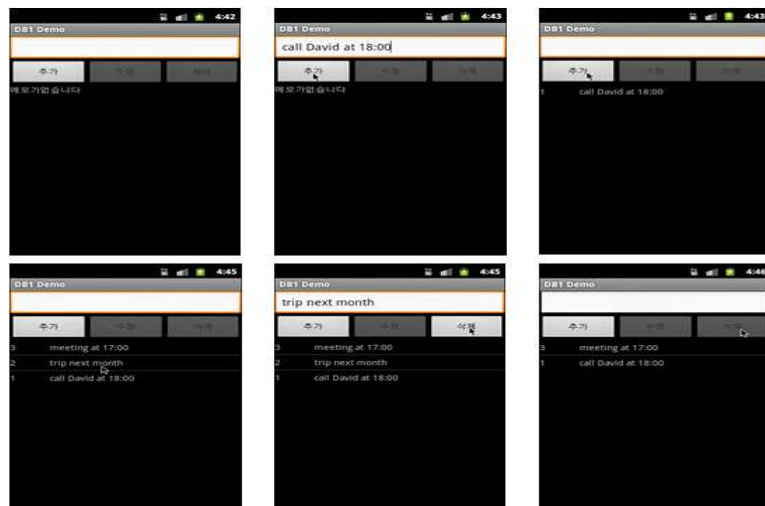 4:42
DB1 Demo
추가
메모가없습니다
4:43
DB1 Demo
call David at 18:00
추가
메모가없습니다
4:43
DB1 Demo
추가
1 call David at 18:00
4:45
DB1 Demo
추가
3 meeting at 17:00
2 trip next month
1 call David at 18:00
4:45
DB1 Demo
trip next month
추가 삭제
3 meeting at 17:00
2 trip next month
1 call David at 18:00
4:46
DB1 Demo
추가
3 meeting at 17:00
1 call David at 18:00